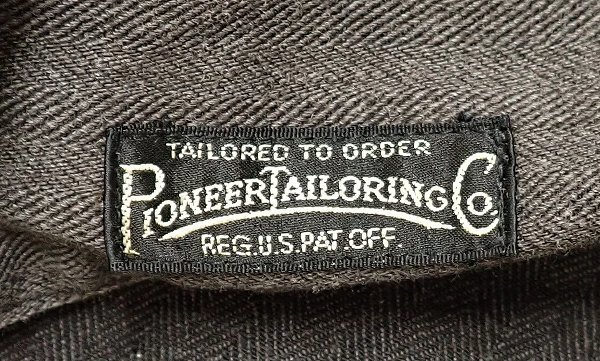 TAILORED TO ORDER
PIONEER TAILORING CO.
REG.U.S.PAT.OFF.